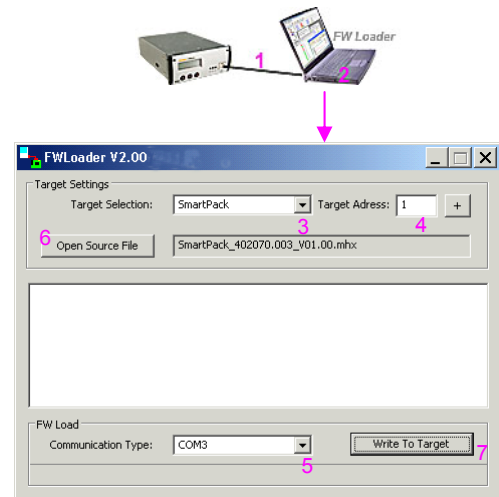 FW Loader
1
2
FWLoader V2.00
Target Settings
Target Selection: SmartPack Target Adress: 1 +
3 4
6 Open Source File SmartPack_402070.003_V01.00.mhx
FW Load
Communication Type: COM3 Write To Target 7
5